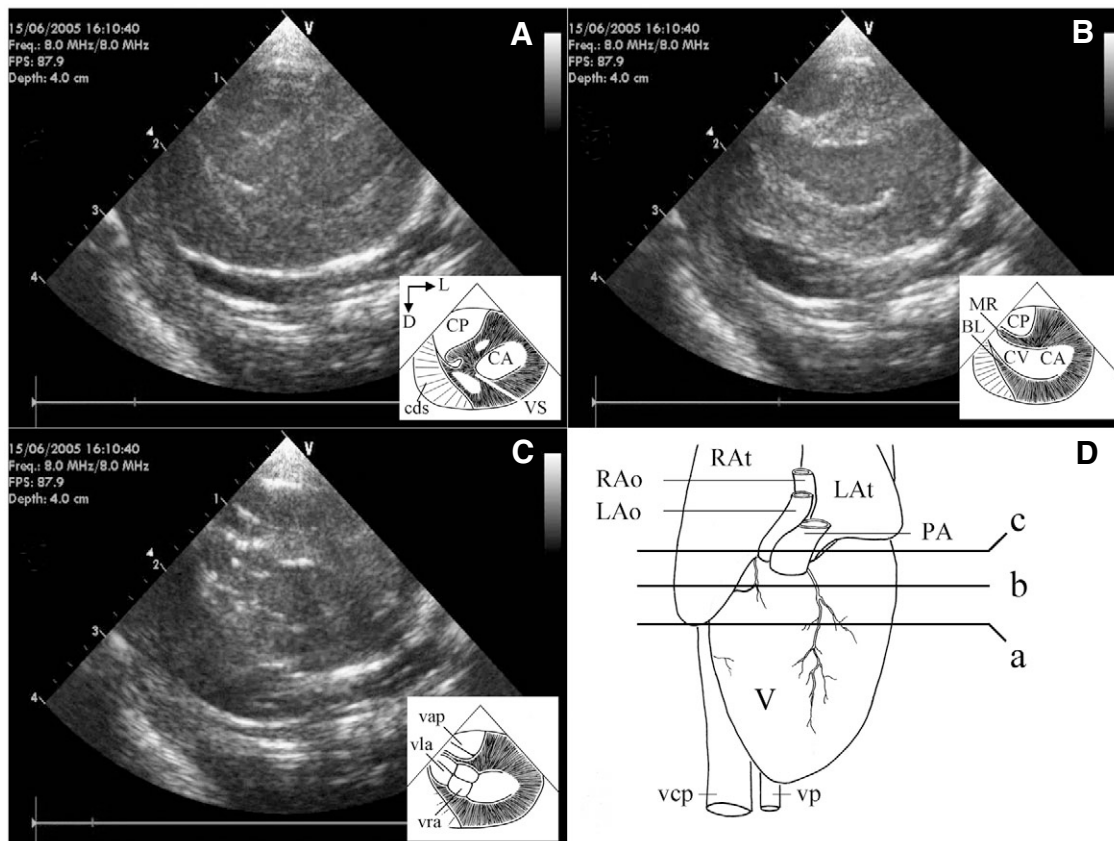 15/06/2005 16:10:40
Freq.: 8.0 MHz/8.0 MHz
FPS: 87.9
Depth: 4.0 cm
V
A
1
2
3
4
L
D
CP
CA
cds
VS
15/06/2005 16:10:40
Freq.: 8.0 MHz/8.0 MHz
FPS: 87.9
Depth: 4.0 cm
V
B
1
2
3
4
MR
CP
BL
CV
CA
15/06/2005 16:10:40
Freq.: 8.0 MHz/8.0 MHz
FPS: 87.9
Depth: 4.0 cm
V
C
1
2
3
4
vap
vla
vra
D
RAt
RAo
LAt
LAo
PA
c
b
a
V
vcp
vp